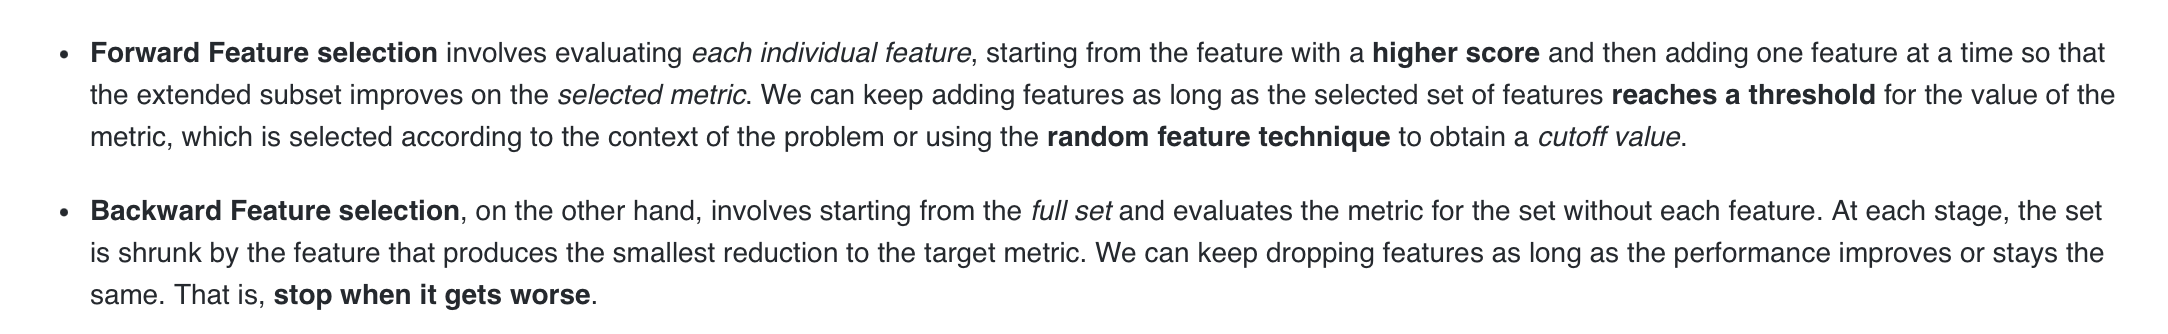 • Forward Feature selection involves evaluating each individual feature, starting from the feature with a higher score and then adding one feature at a time so that
the extended subset improves on the selected metric. We can keep adding features as long as the selected set of features reaches a threshold for the value of the
metric, which is selected according to the context of the problem or using the random feature technique to obtain a cutoff value.
• Backward Feature selection, on the other hand, involves starting from the full set and evaluates the metric for the set without each feature. At each stage, the set
is shrunk by the feature that produces the smallest reduction to the target metric. We can keep dropping features as long as the performance improves or stays the
same. That is, stop when it gets worse.